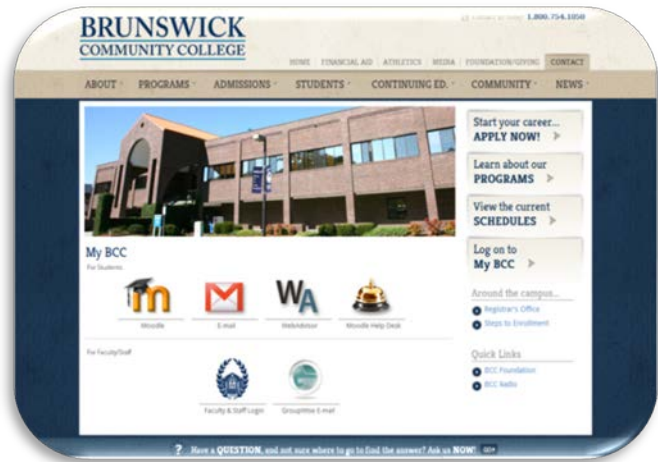 BRUNSWICK
COMMUNITY COLLEGE
1.800.754.1050
HOME | FINANCIAL AID | ATHLETICS | MEDIA | FOUNDATION/GIVING CONTACT
ABOUT PROGRAMS ADMISSIONS STUDENTS CONTINUING ED. COMMUNITY NEWS
Start your career...
APPLY NOW!
Learn about our
PROGRAMS
View the current
SCHEDULES
Log on to
My BCC
My BCC
For Students
m
WA
Moodle E-mail WebAdvisor Moodle Help Desk
Around the campus...
Registrar's Office
Steps to Enrollment
For Faculty/Staff
Faculty & Staff Login GroupWise E-mail
Quick Links
BCC Foundation
BCC Radio
? Have a QUESTION, and not sure where to go to find the answer? Ask us NOW! GO